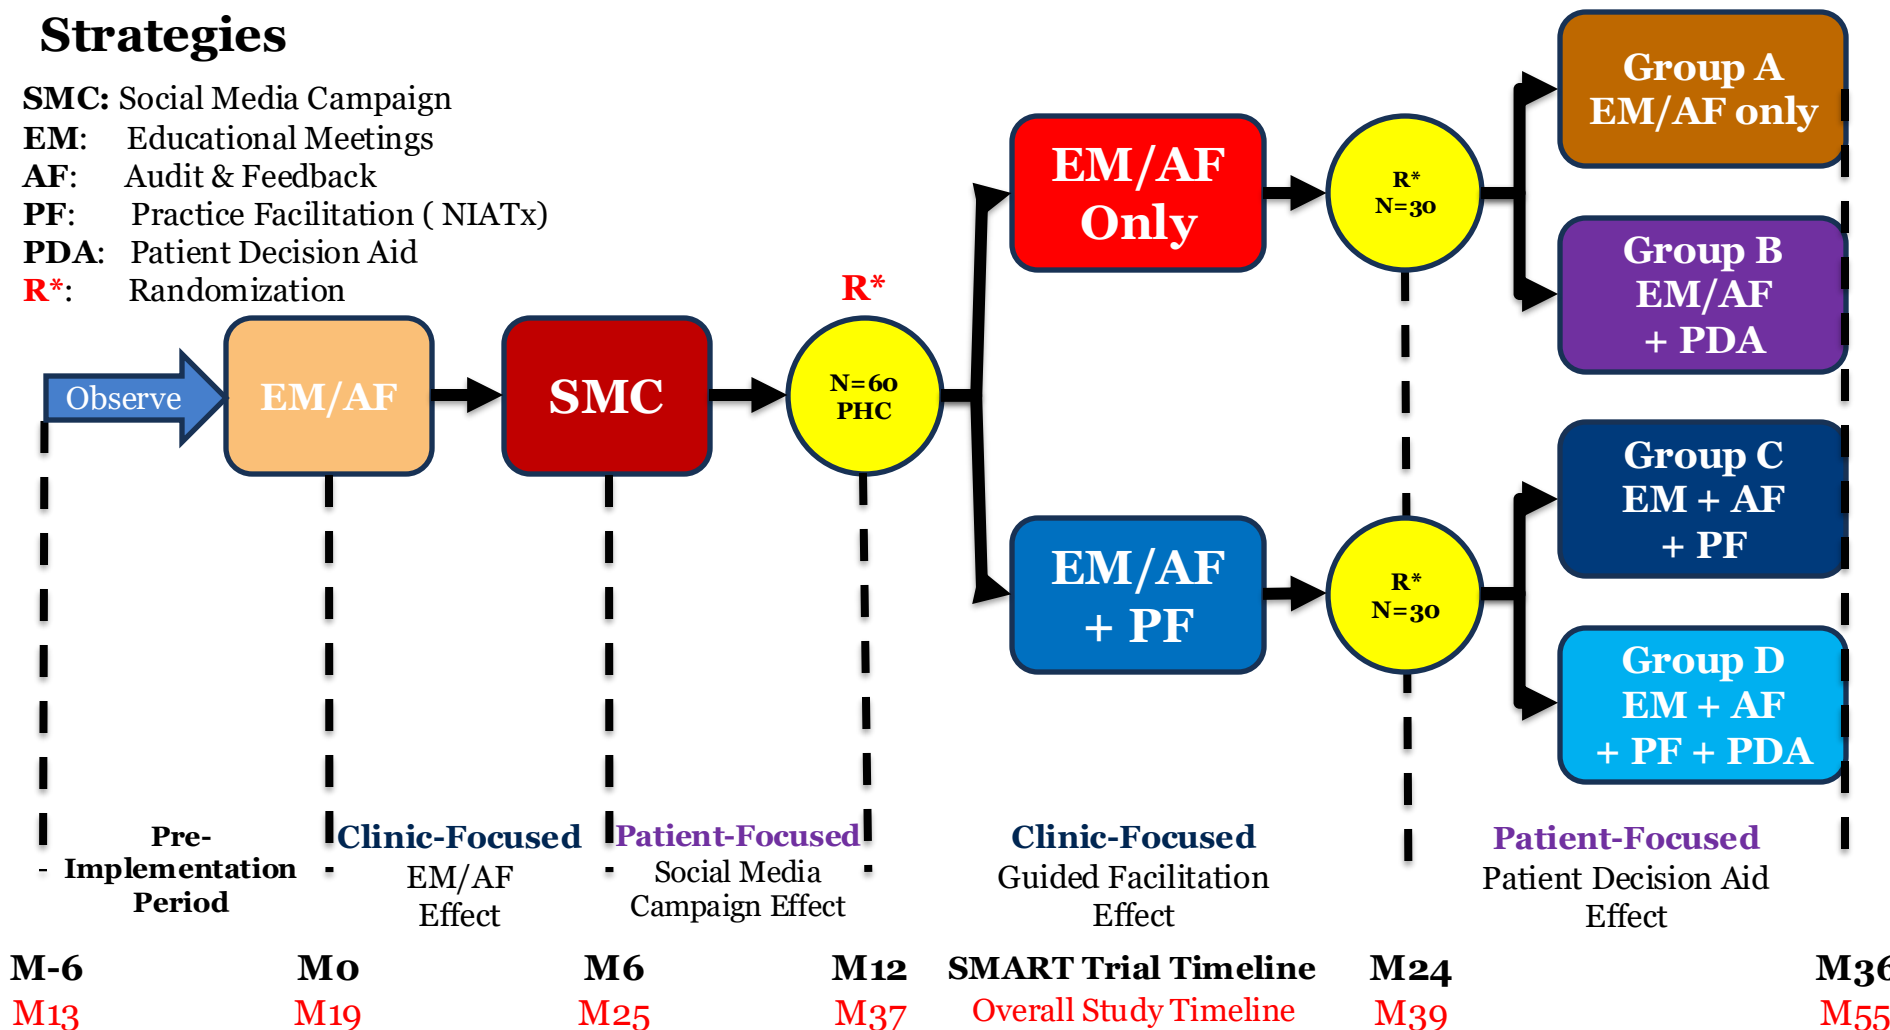 Strategies
SMC: Social Media Campaign
EM: Educational Meetings
AF: Audit & Feedback
PF: Practice Facilitation ( NIATx)
PDA: Patient Decision Aid
R*: Randomization
Observe
EM/AF
SMC
R*
N=60
PHC
EM/AF
Only
EM/AF
+ PF
R*
N=30
R*
N=30
Group A
EM/AF only
Group B
EM/AF
+ PDA
Group C
EM + AF
+ PF
Group D
EM + AF
+ PF + PDA
Pre-
Implementation
Period
Clinic-Focused
EM/AF
Effect
Patient-Focused
Social Media
Campaign Effect
Clinic-Focused
Guided Facilitation
Effect
Patient-Focused
Patient Decision Aid
Effect
M-6 M0 M6 M12 SMART Trial Timeline M24 M36
M13 M19 M25 M37 Overall Study Timeline M39 M55